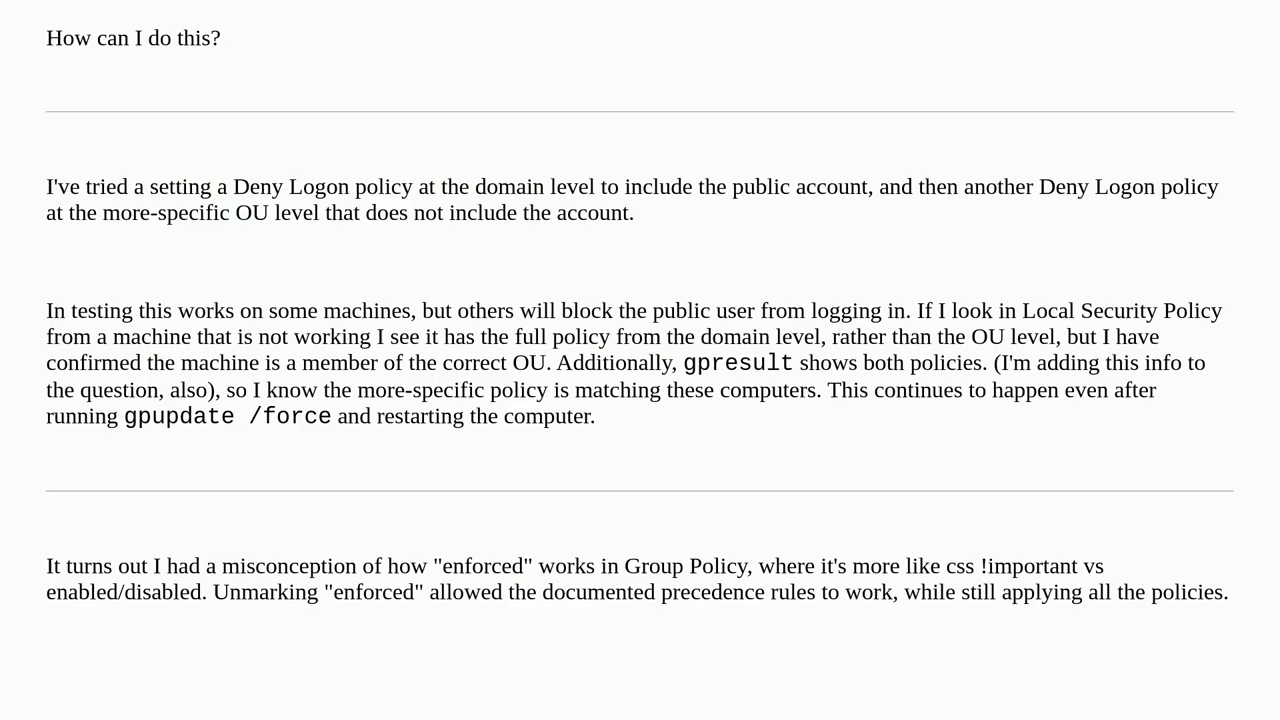 How can I do this?
I've tried a setting a Deny Logon policy at the domain level to include the public account, and then another Deny Logon policy
at the more-specific OU level that does not include the account.
In testing this works on some machines, but others will block the public user from logging in. If I look in Local Security Policy
from a machine that is not working I see it has the full policy from the domain level, rather than the OU level, but I have
confirmed the machine is a member of the correct OU. Additionally, gpresult shows both policies. (I'm adding this info to
the question, also), so I know the more-specific policy is matching these computers. This continues to happen even after
running gpupdate /force and restarting the computer.
It turns out I had a misconception of how "enforced" works in Group Policy, where it's more like css !important vs
enabled/disabled. Unmarking "enforced" allowed the documented precedence rules to work, while still applying all the policies.